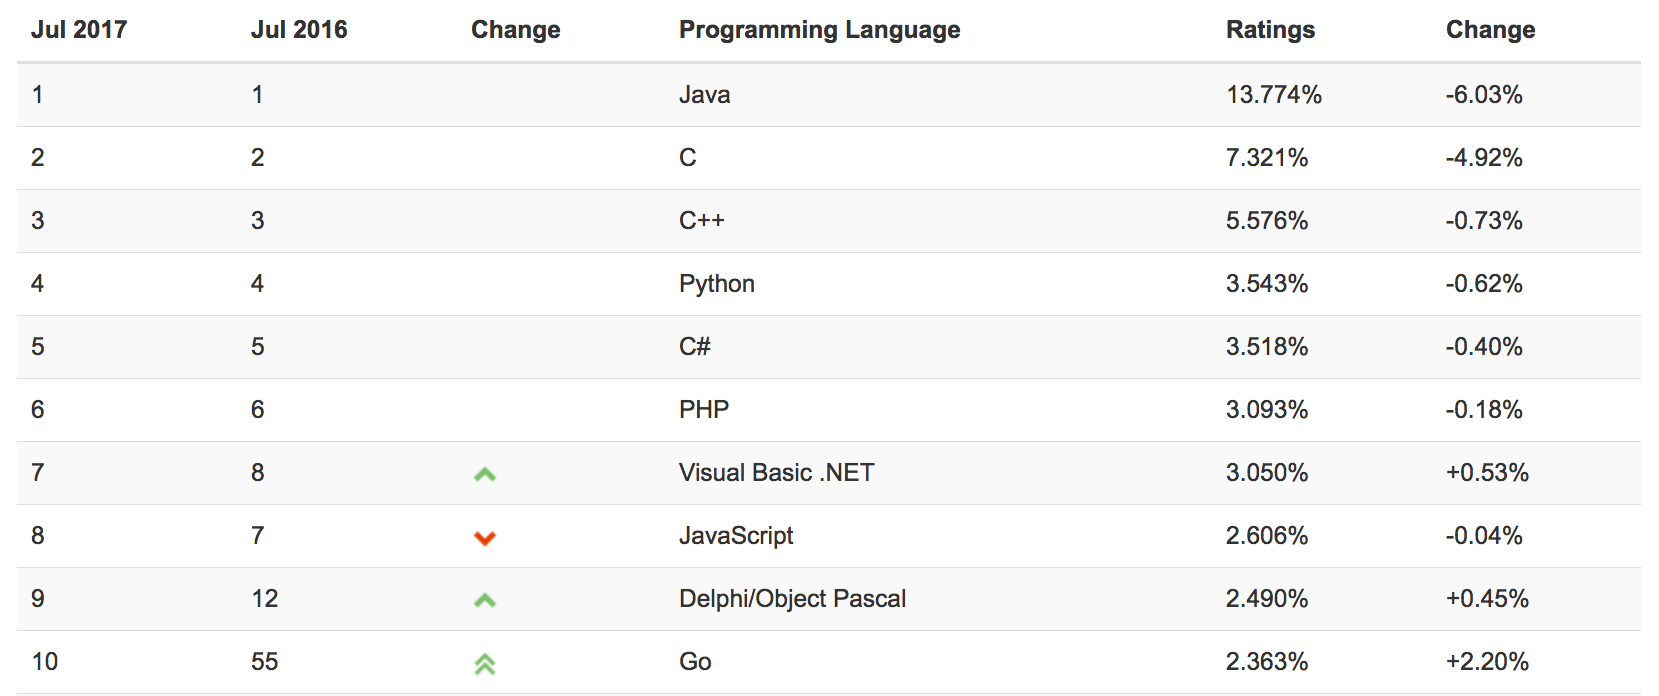 Jul 2017 Jul 2016 Change Programming Language Ratings Change
1 1 Java 13.774% -6.03%
2 2 C 7.321% -4.92%
3 3 C++ 5.576% -0.73%
4 4 Python 3.543% -0.62%
5 5 C# 3.518% -0.40%
6 6 PHP 3.093% -0.18%
7 8 Visual Basic .NET 3.050% +0.53%
8 7 JavaScript 2.606% -0.04%
9 12 Delphi/Object Pascal 2.490% +0.45%
10 55 Go 2.363% +2.20%